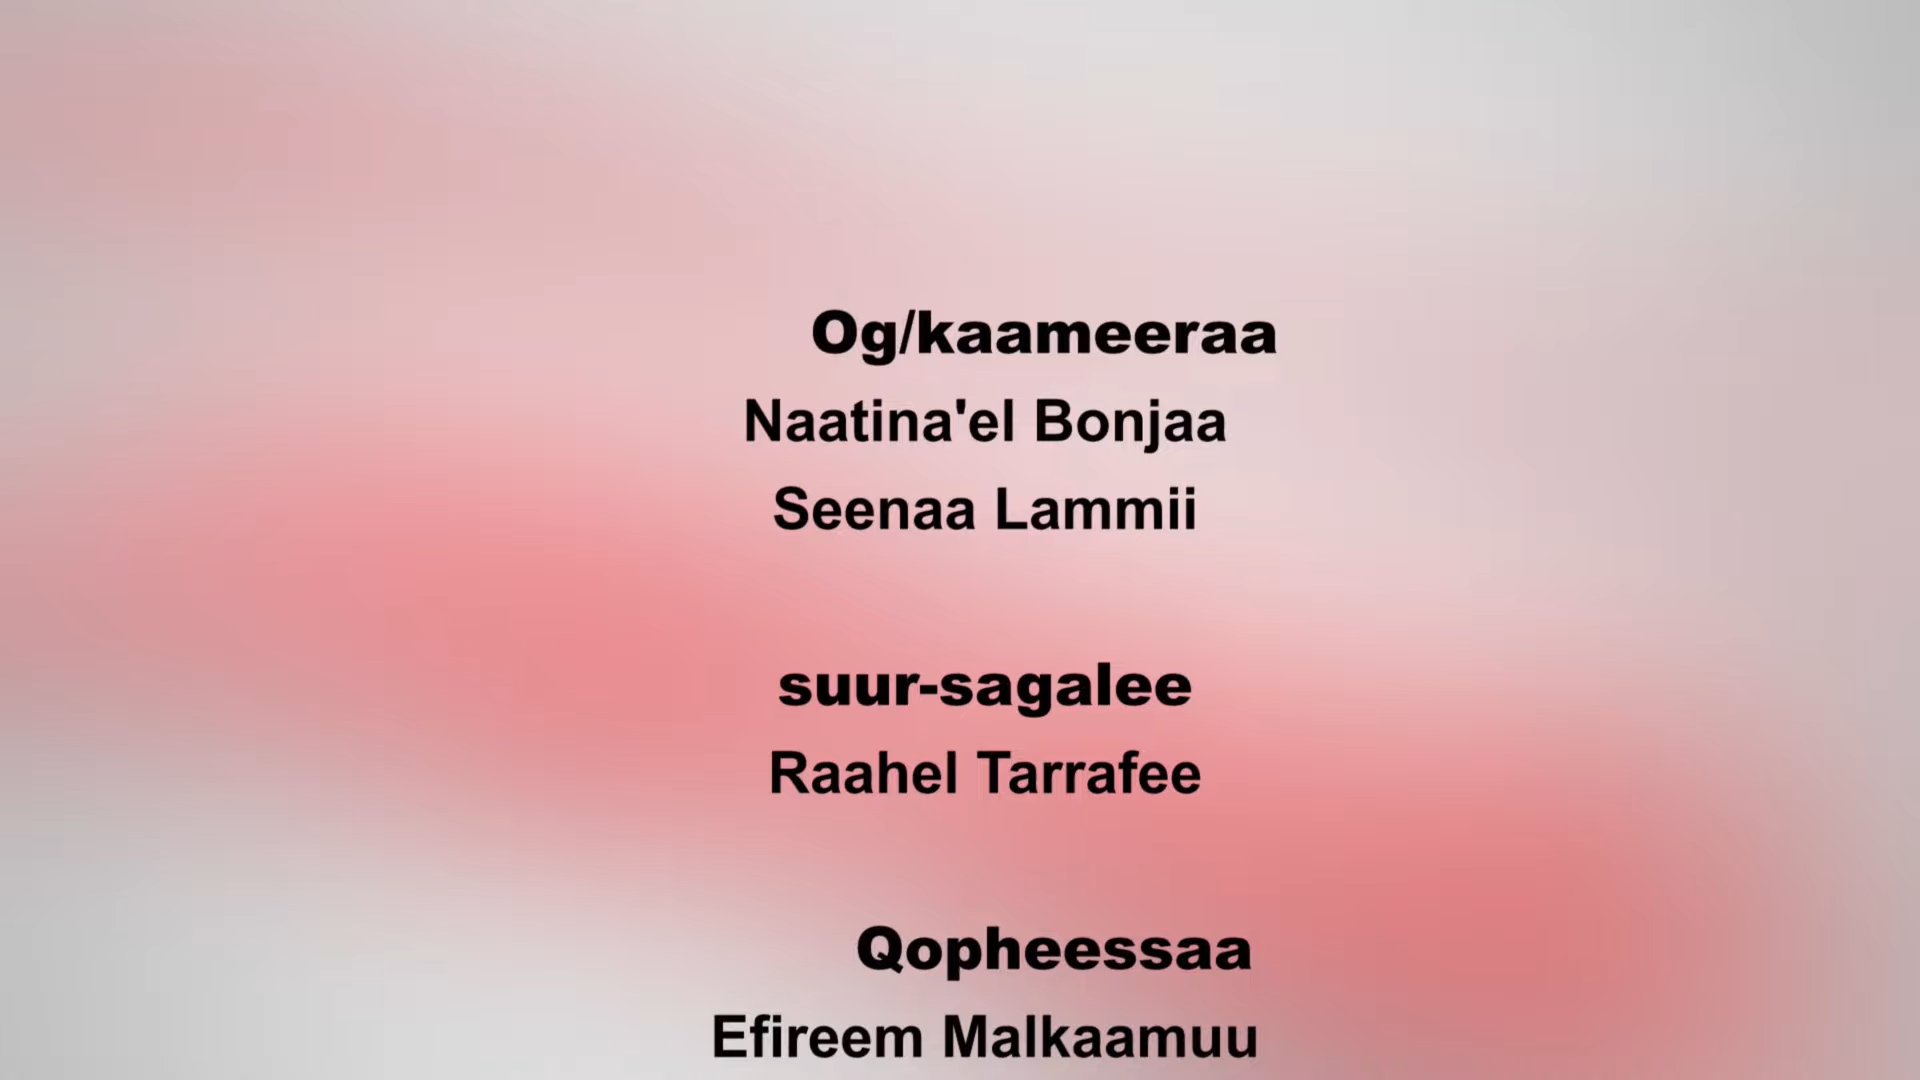 Og/kaameeraa
Naatina'el Bonjaa
Seenaa Lammii
suur-sagalee
Raahel Tarrafee
Qopheessaa
Efireem Malkaamuu